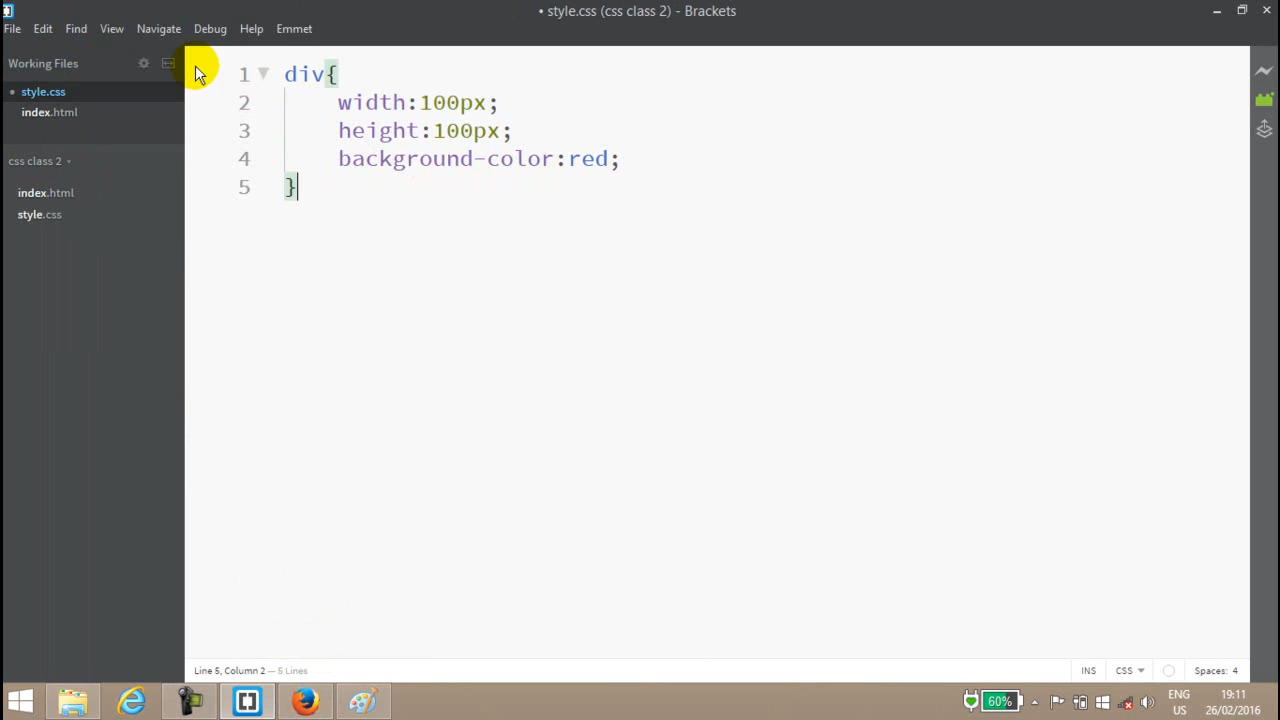 • style.css (css class 2) - Brackets
File Edit Find View Navigate Debug Help Emmet
Working Files
• style.css
index.html
css class 2
index.html
style.css
1 div{
2 width:100px;
3 height:100px;
4 background-color:red;
5 }
Line 5, Column 2 — 5 Lines
INS CSS Spaces: 4
60%
ENG
US
19:11
26/02/2016